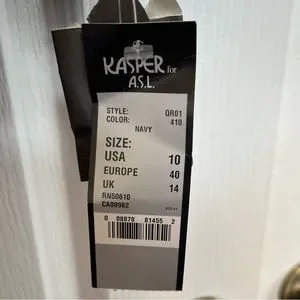 KASPER for
A.S.L.
STYLE: QR01
COLOR: 410
NAVY
SIZE:
USA 10
EUROPE 40
UK 14
RN50610
CA00962
0 08878 81455 2